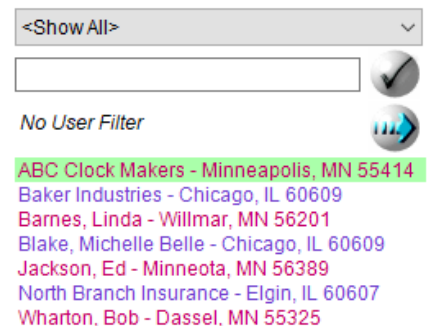 <Show All>
No User Filter
ABC Clock Makers - Minneapolis, MN 55414
Baker Industries - Chicago, IL 60609
Barnes, Linda - Willmar, MN 56201
Blake, Michelle Belle - Chicago, IL 60609
Jackson, Ed - Minneota, MN 56389
North Branch Insurance - Elgin, IL 60607
Wharton, Bob - Dassel, MN 55325